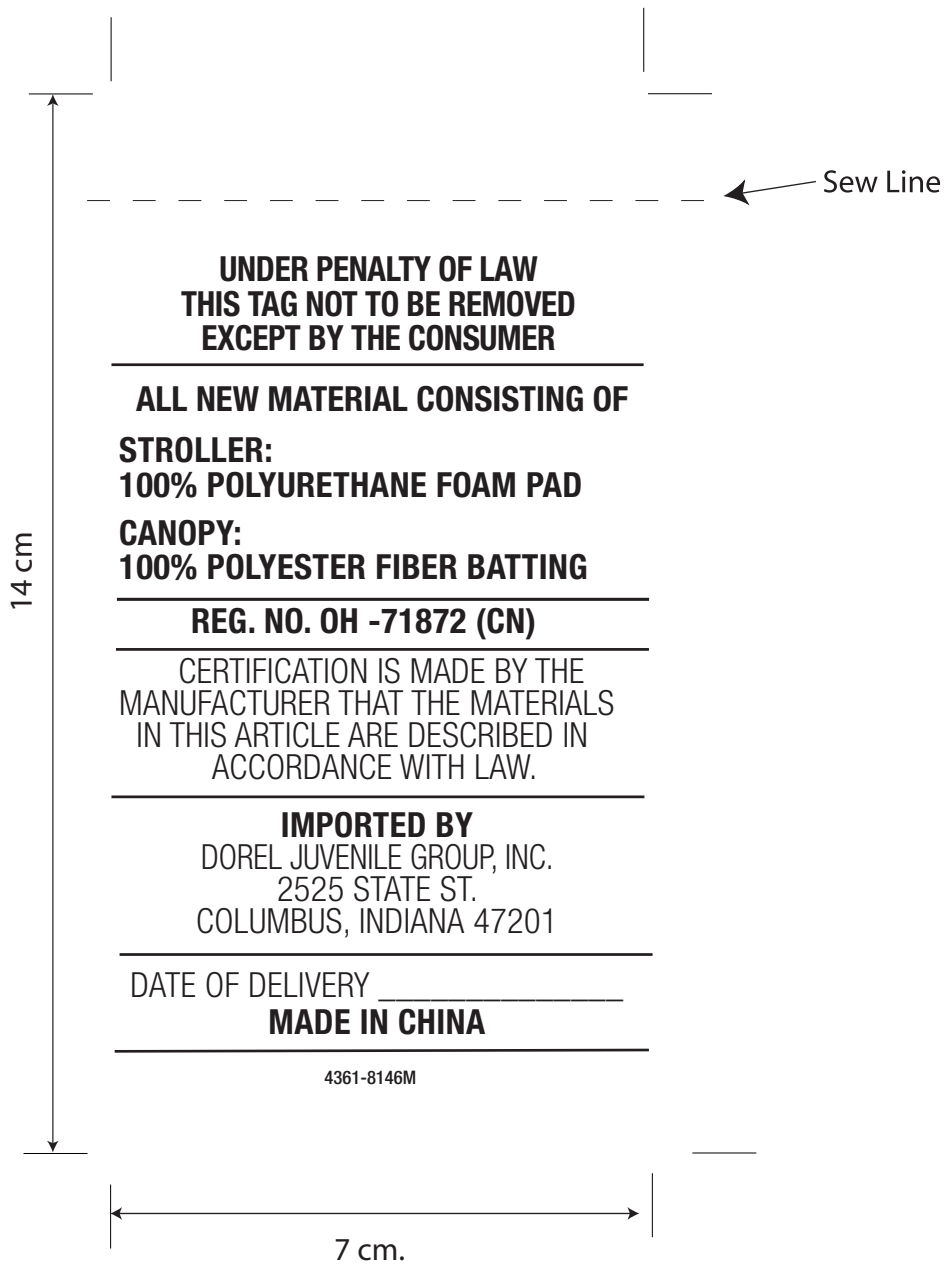 Sew Line
UNDER PENALTY OF LAW
THIS TAG NOT TO BE REMOVED
EXCEPT BY THE CONSUMER
ALL NEW MATERIAL CONSISTING OF
STROLLER:
100% POLYURETHANE FOAM PAD
CANOPY:
100% POLYESTER FIBER BATTING
14 cm
REG. NO. OH -71872 (CN)
CERTIFICATION IS MADE BY THE
MANUFACTURER THAT THE MATERIALS
IN THIS ARTICLE ARE DESCRIBED IN
ACCORDANCE WITH LAW.
IMPORTED BY
DOREL JUVENILE GROUP, INC.
2525 STATE ST.
COLUMBUS, INDIANA 47201
DATE OF DELIVERY ______________
MADE IN CHINA
4361-8146M
7 cm.